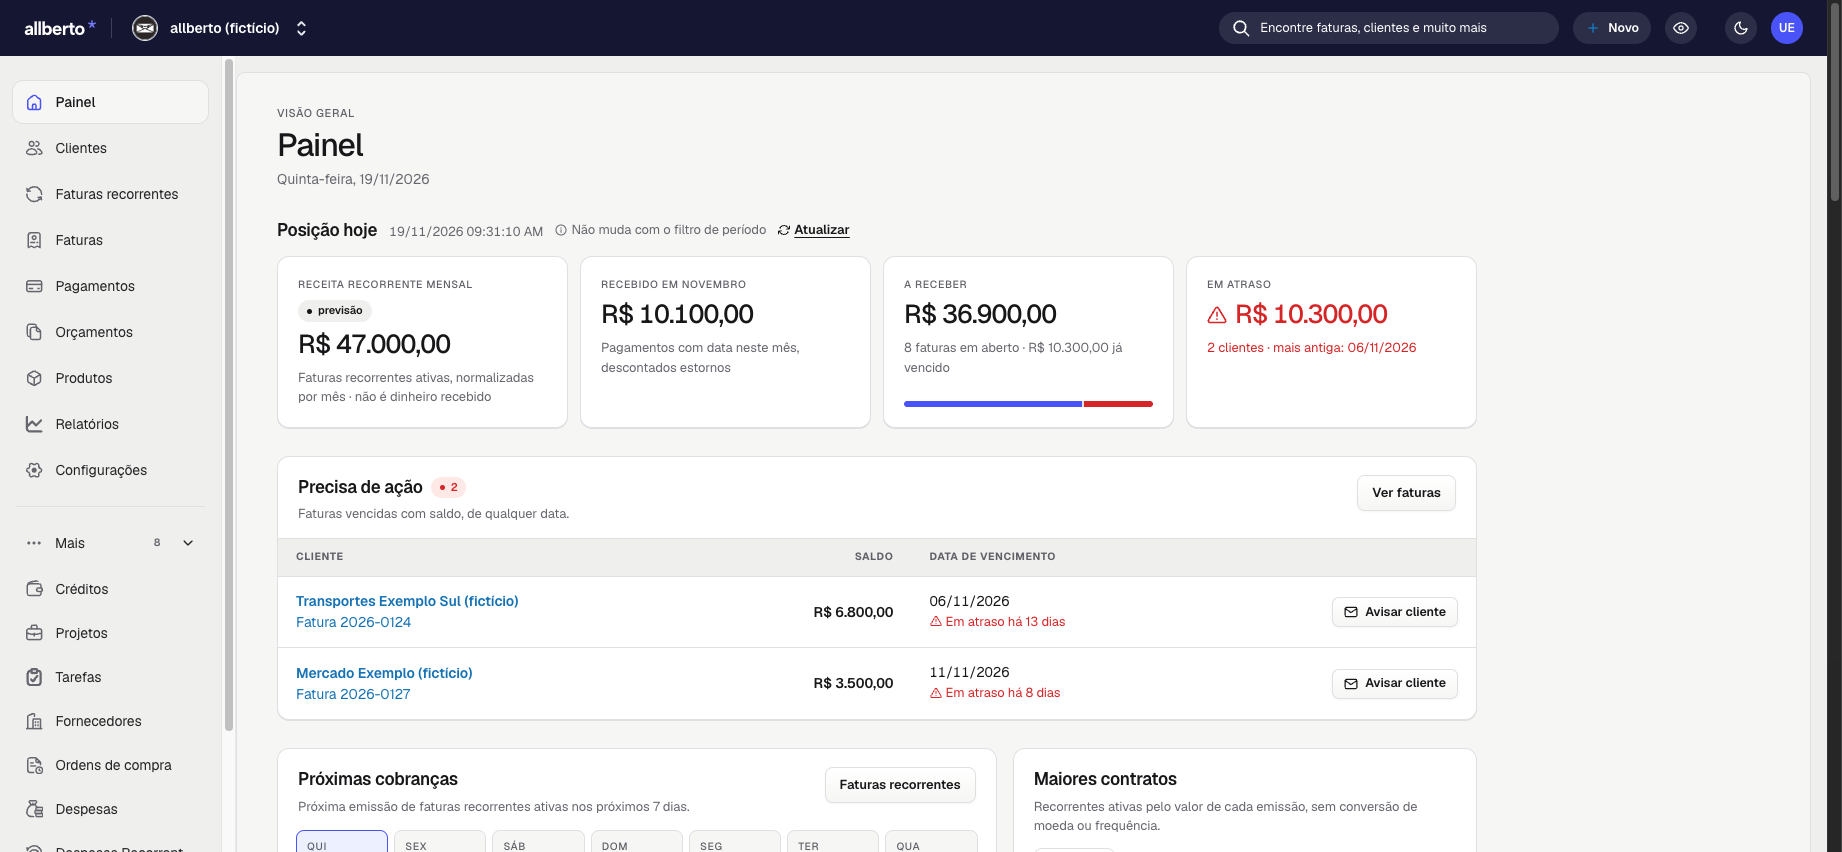 allberto*
allberto (fictício)
Encontre faturas, clientes e muito mais
+ Novo
UE
Painel
Clientes
Faturas recorrentes
Faturas
Pagamentos
Orçamentos
Produtos
Relatórios
Configurações
Mais 8
Créditos
Projetos
Tarefas
Fornecedores
Ordens de compra
Despesas
VISÃO GERAL
Painel
Quinta-feira, 19/11/2026
Posição hoje 19/11/2026 09:31:10 AM Não muda com o filtro de período Atualizar
RECEITA RECORRENTE MENSAL
previsão
R$ 47.000,00
Faturas recorrentes ativas, normalizadas
por mês · não é dinheiro recebido
RECEBIDO EM NOVEMBRO
R$ 10.100,00
Pagamentos com data neste mês,
descontados estornos
A RECEBER
R$ 36.900,00
8 faturas em aberto · R$ 10.300,00 já
vencido
EM ATRASO
R$ 10.300,00
2 clientes · mais antiga: 06/11/2026
Precisa de ação 2
Faturas vencidas com saldo, de qualquer data.
Ver faturas
CLIENTE SALDO DATA DE VENCIMENTO
Transportes Exemplo Sul (fictício)
Fatura 2026-0124
R$ 6.800,00
06/11/2026
Em atraso há 13 dias
Avisar cliente
Mercado Exemplo (fictício)
Fatura 2026-0127
R$ 3.500,00
11/11/2026
Em atraso há 8 dias
Avisar cliente
Próximas cobranças
Próxima emissão de faturas recorrentes ativas nos próximos 7 dias.
Faturas recorrentes
QUI SEX SÁB DOM SEG TER QUA
Maiores contratos
Recorrentes ativas pelo valor de cada emissão, sem conversão de
moeda ou frequência.